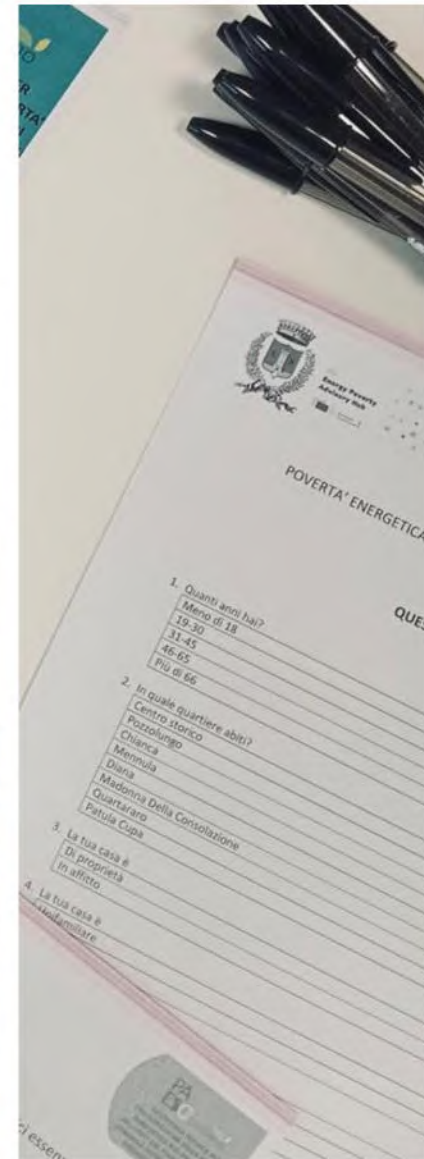 Energy Poverty
Advisory Hub
POVERTA' ENERGETICA
QUES
1. Quanti anni hai?
Meno di 18
19-30
31-45
46-65
Più di 66
2. In quale quartiere abiti?
Centro storico
Pozzolungo
Chianca
Mennula
Diana
Madonna Della Consolazione
Quartararo
Patula Cupa
3. La tua casa è
Di proprietà
In affitto
4. La tua casa è
Unifamiliare
PA